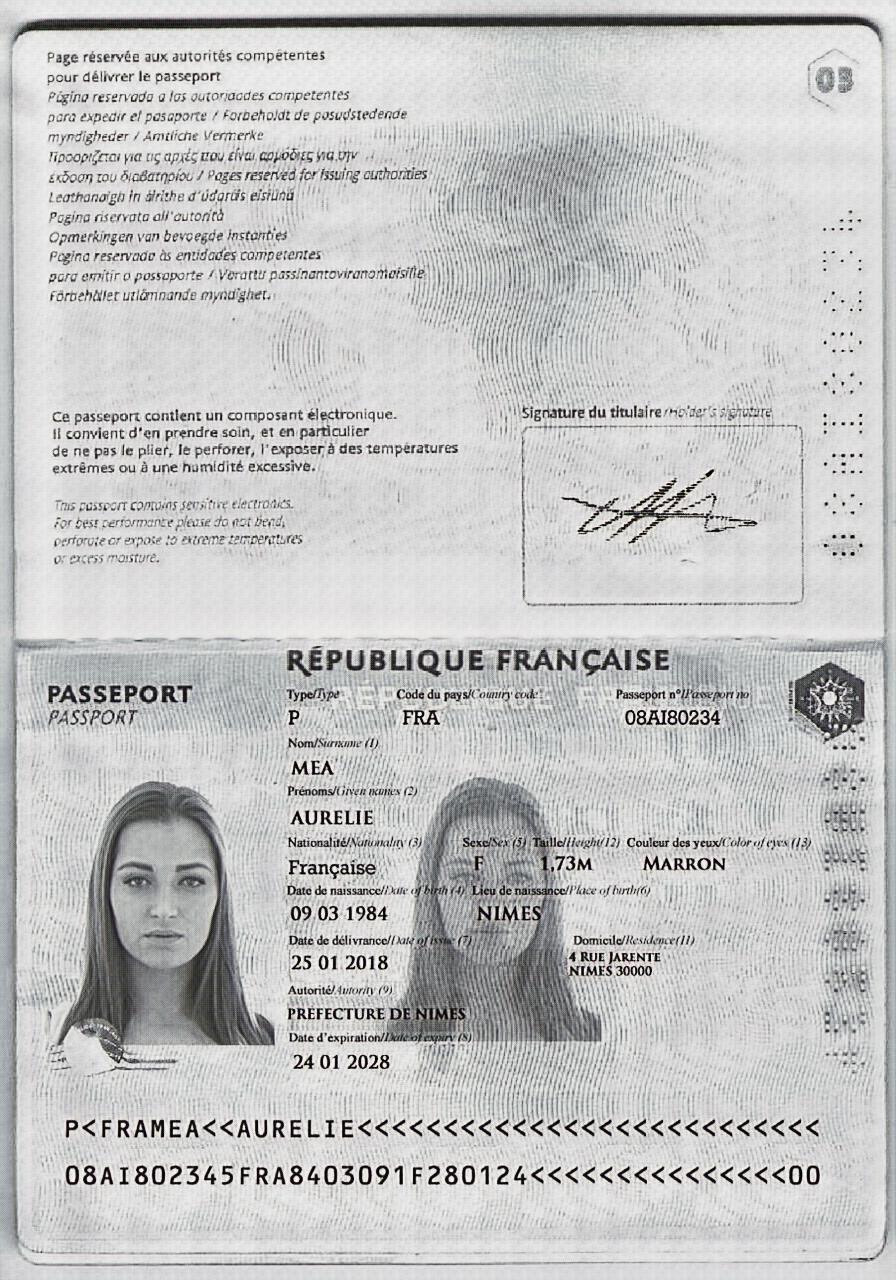 Page réservée aux autorités compétentes
pour délivrer le passeport
03
Página reservada a las autoridades competentes
para expedir el pasaporte / Forbeholdt de
myndigheder / Amtliche Vermerke
Προορίζεται για τις αρχές που είναι αρμόδιες για την
έκδοση του διαβατηρίου / Pages reserved for issuing authorities
Leathanaigh in áirithe d'údarás eisiúna
Pagina riservata all'autorità
Opmerkingen van bevoegde instanties
Página reservada às entidades competentes
para emitir o passaporte / Varattu
Förbehållet utlämnande myndighet.
Ce passeport contient un composant électronique.
Il convient d'en prendre soin, et en particulier
de ne pas le plier, le perforer, l'exposer à des températures
extrêmes ou à une humidité excessive.
This passport contains sensitive electronics.
For best performance please do not bend,
perforate or expose to extreme temperatures
or excess moisture.
Signature du titulaire/Holder's signature
RÉPUBLIQUE FRANÇAISE
PASSEPORT
PASSPORT
Type/Type Code du pays/Country code: Passeport n°/Passeport no
P FRA 08AI80234
Nom/Surname (1)
MEA
Prénoms/Given names (2)
AURELIE
Nationalité/Nationality (3) Sexe/Sex (5) Taille/Height(12) Couleur des yeux/Color of eyes (13)
Française F 1,73M MARRON
Date de naissance/Date of birth (4) Lieu de naissance/Place of birth(6)
09 03 1984 NIMES
Date de délivrance/Date of issue (7) Domicile/Residence(11)
25 01 2018 4 RUE JARENTE
NIMES 30000
Autorité/Autority (9)
PREFECTURE DE NIMES
Date d'expiration/Date of expiry (8)
24 01 2028
P<FRAMEA<<AURELIE<<<<<<<<<<<<<<<<<<<<<<<<<<<
08AI802345FRA8403091F280124<<<<<<<<<<<<<<<00